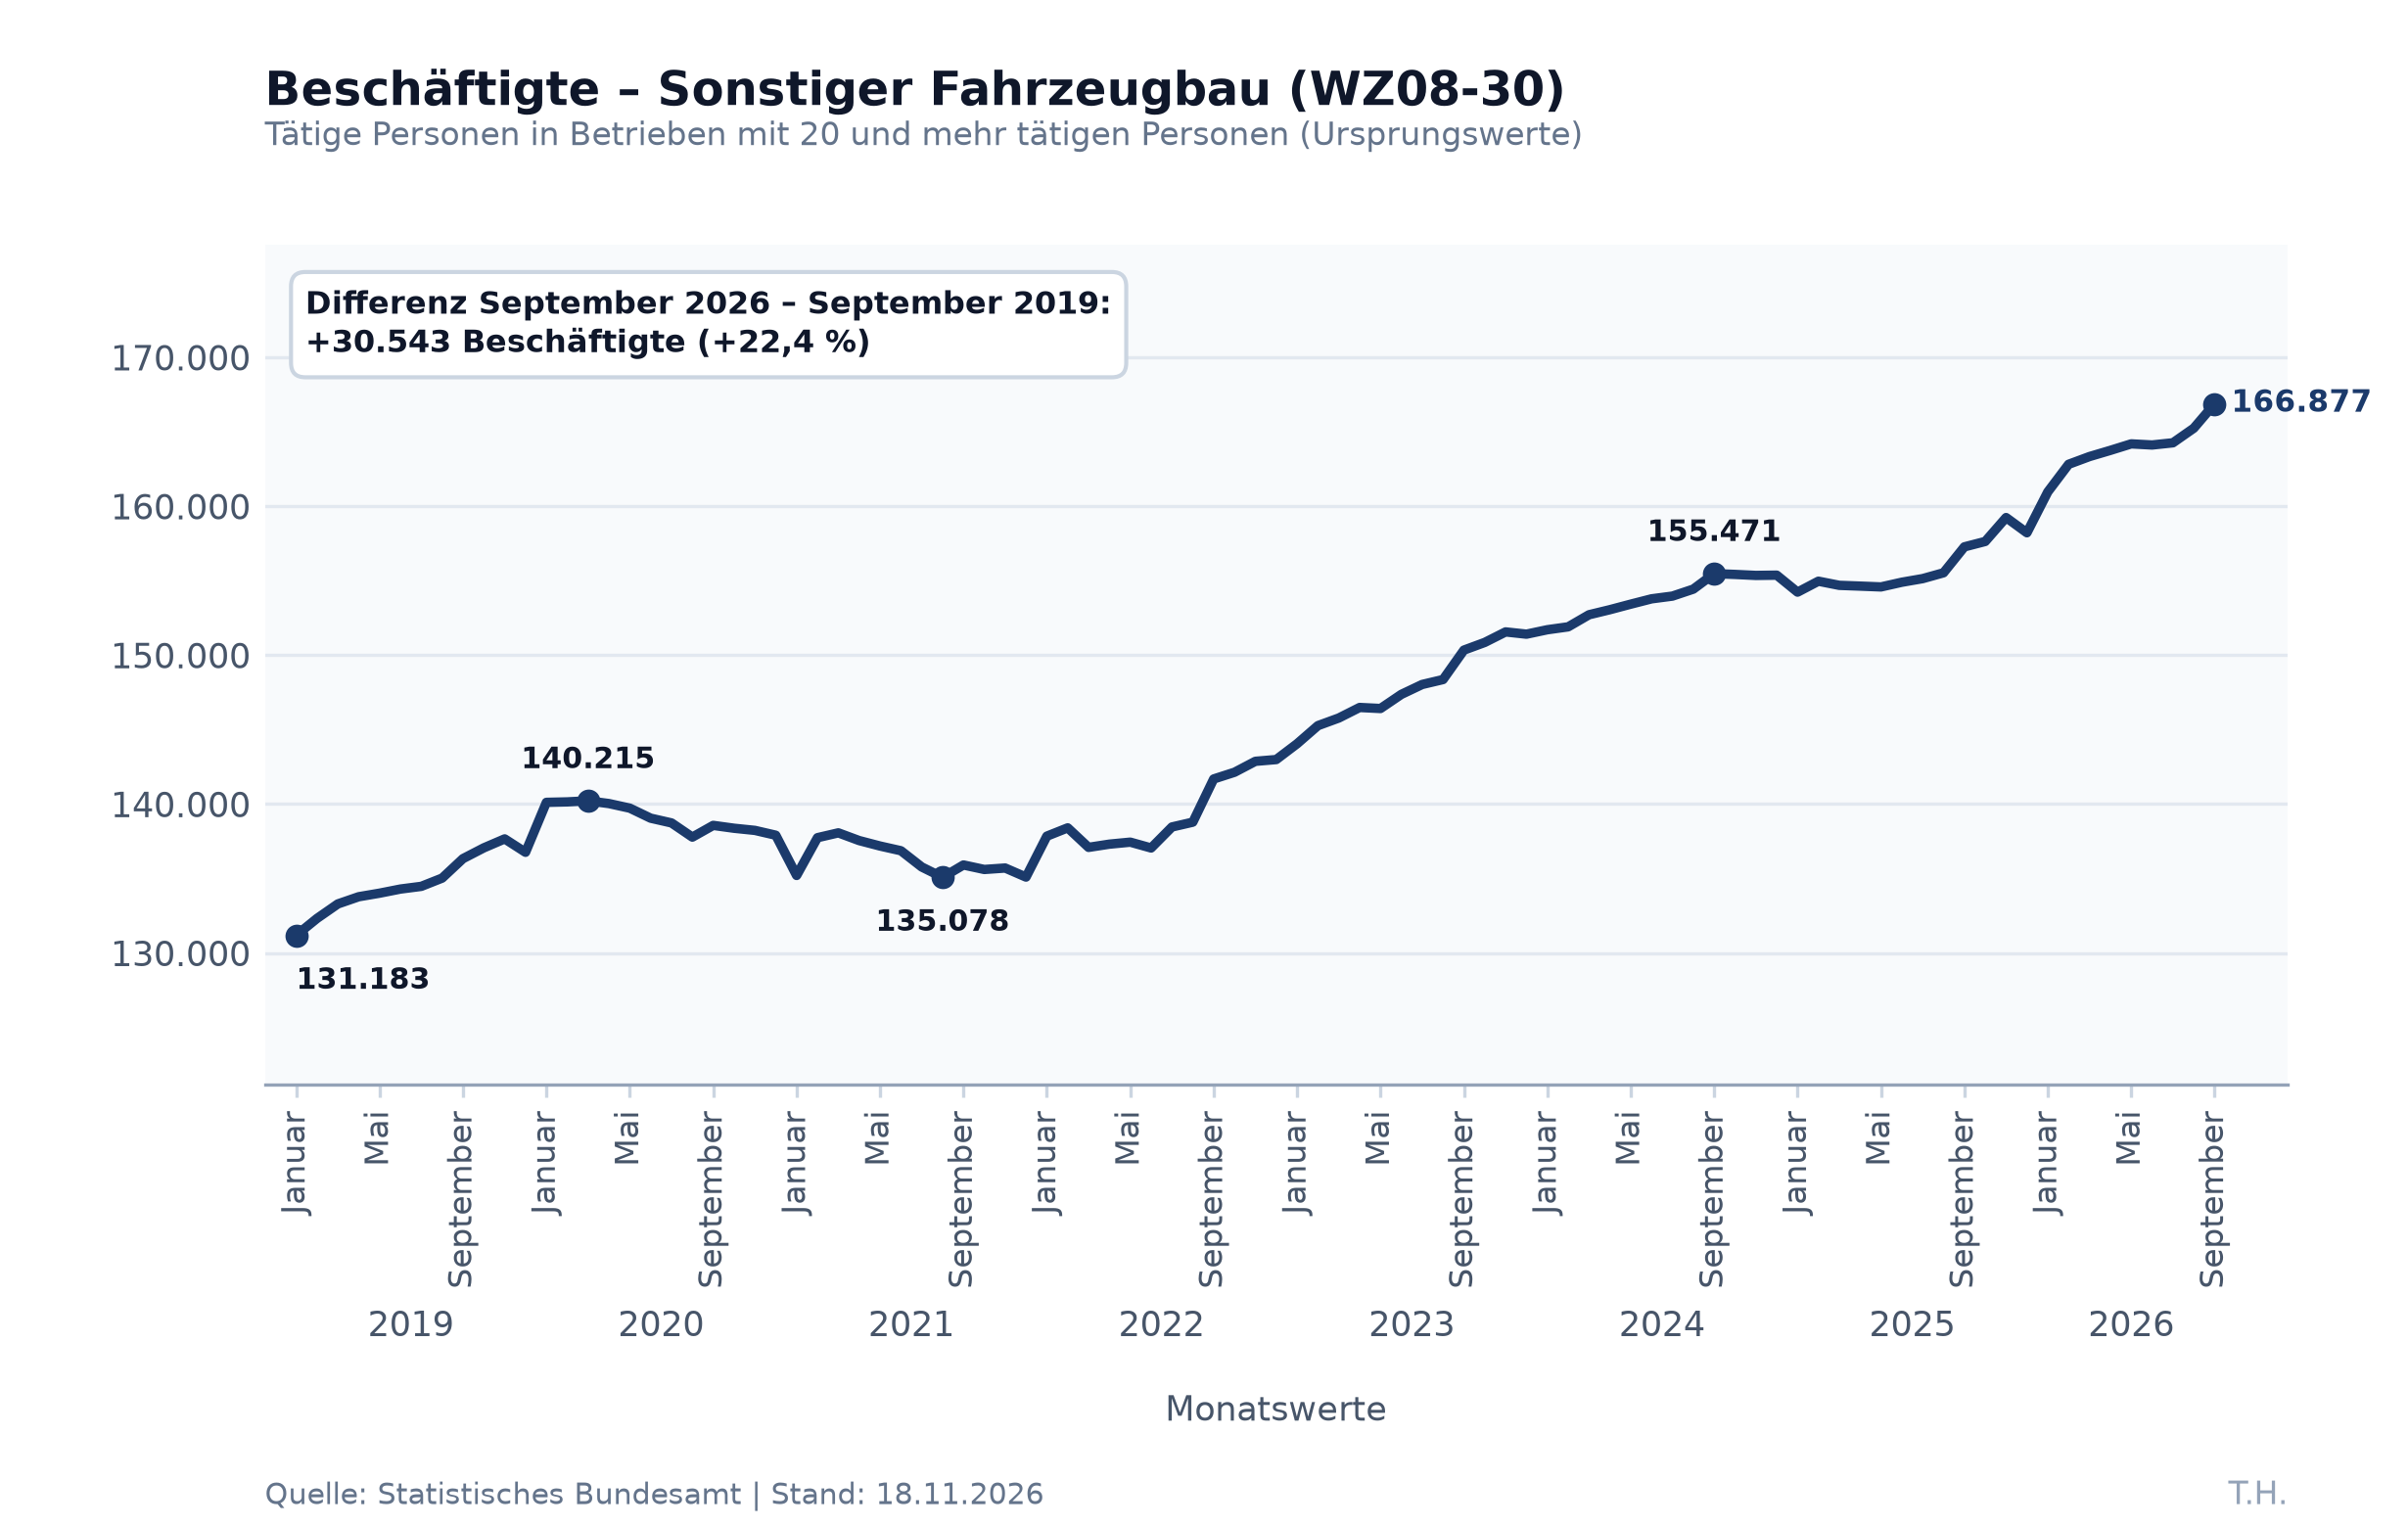 Beschäftigte – Sonstiger Fahrzeugbau (WZ08-30)
Tätige Personen in Betrieben mit 20 und mehr tätigen Personen (Ursprungswerte)
Differenz September 2026 – September 2019:
+30.543 Beschäftigte (+22,4 %)
170.000
166.877
160.000
155.471
150.000
140.215
140.000
135.078
130.000
131.183
Januar Mai September Januar Mai September Januar Mai September Januar Mai September Januar Mai September Januar Mai September Januar Mai September Januar Mai September
2019 2020 2021 2022 2023 2024 2025 2026
Monatswerte
Quelle: Statistisches Bundesamt | Stand: 18.11.2026
T.H.